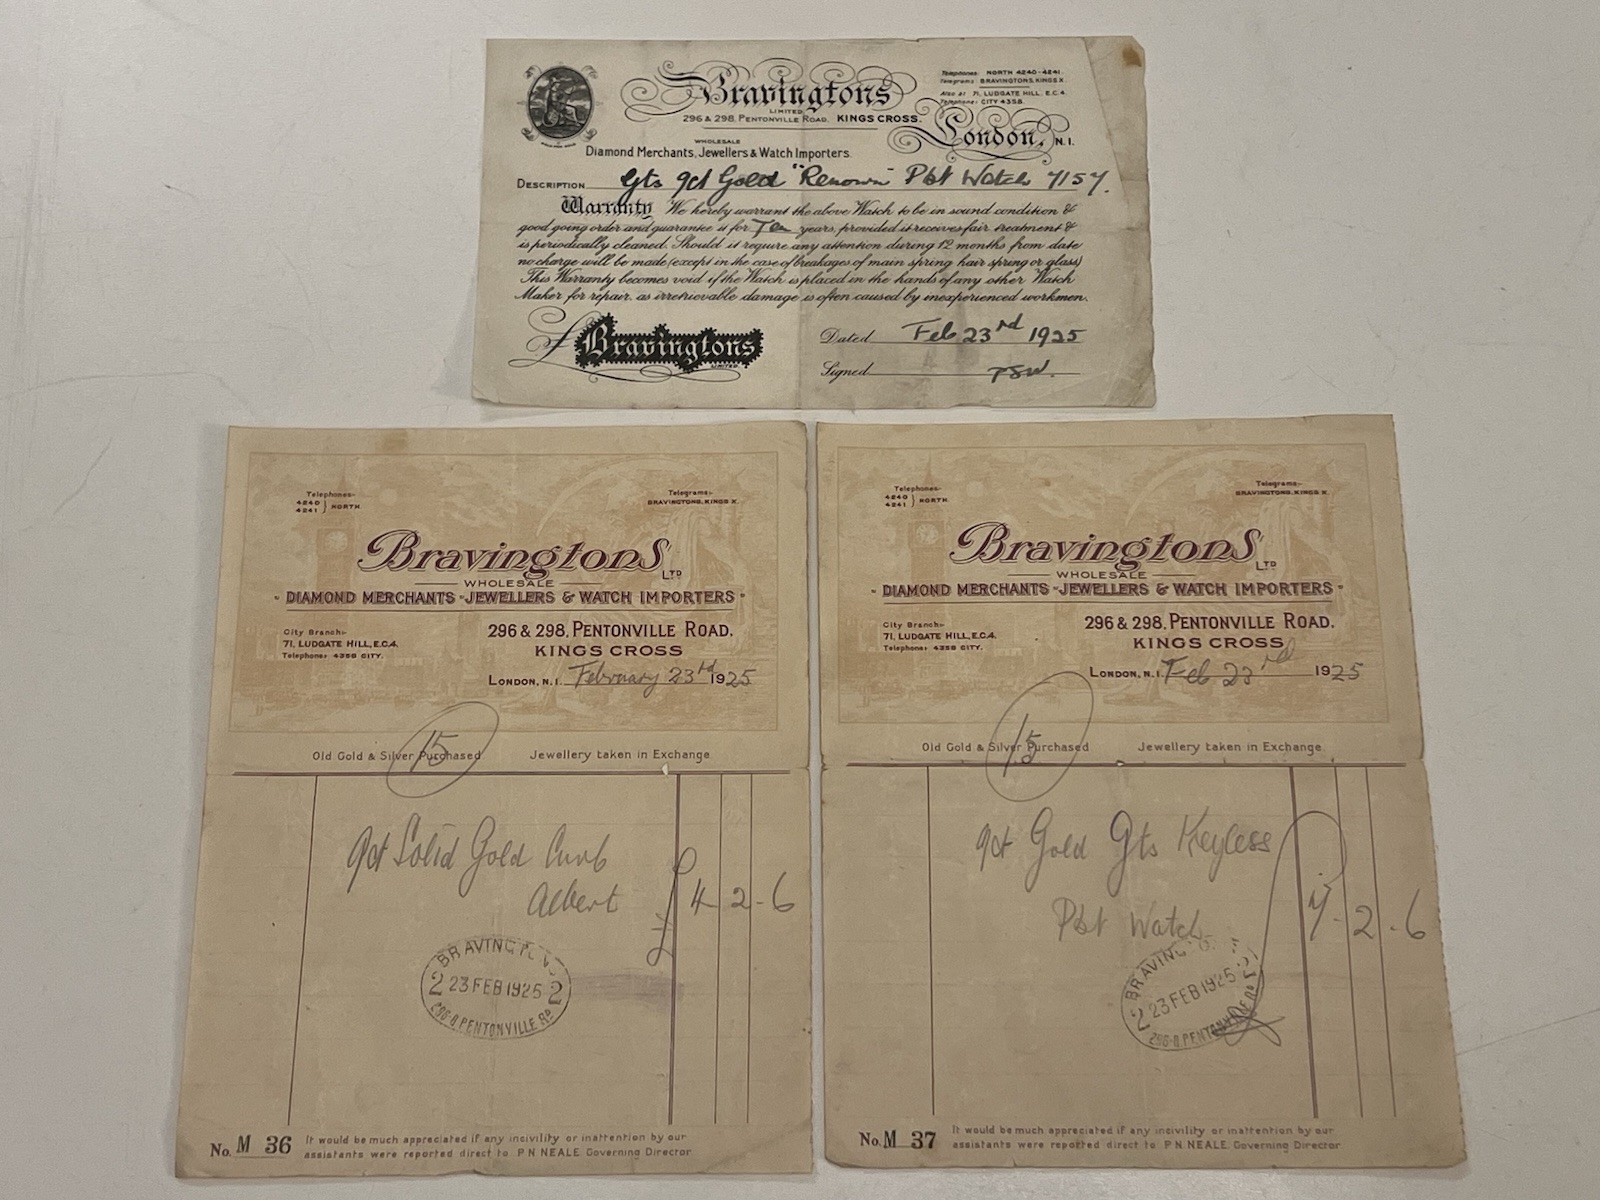 Bravingtons
LIMITED
296 & 298, PENTONVILLE ROAD, KINGS CROSS.
Telephones: NORTH 4240-4241.
Telegrams: BRAVINGTONS, KINGS X.
Also at 71, LUDGATE HILL. E.C.4.
Telephone: CITY 4358.
London, N.1.
WHOLESALE
Diamond Merchants, Jewellers & Watch Importers.
DESCRIPTION Gts 9ct Gold "Renown" Pkt Watch 7157.
Warranty We hereby warrant the above Watch to be in sound condition &
good going order and guarantee it for Ten years, provided it receives fair treatment &
is periodically cleaned. Should it require any attention during 12 months from date
no charge will be made (except in the case of breakages of main spring hair spring or glass)
This Warranty becomes void if the Watch is placed in the hands of any other Watch
Maker for repair, as irretrievable damage is often caused by inexperienced workmen.
Bravingtons
LIMITED.
Dated Feb 23rd 1925
Signed
Telephones:-
4240
4241 } NORTH
Telegrams:-
BRAVINGTONS, KINGS X.
Bravingtons LTD
WHOLESALE
DIAMOND MERCHANTS - JEWELLERS & WATCH IMPORTERS
City Branch:-
71, LUDGATE HILL, E.C.4.
Telephone: 4358 CITY.
296 & 298, PENTONVILLE ROAD.
KINGS CROSS
LONDON, N.1. February 23rd 1925
15
Old Gold & Silver Purchased Jewellery taken in Exchange
9ct Solid Gold Curb
Albert £ 4 - 2 - 6
BRAVINGTONS
2 23 FEB 1925 2
296-8 PENTONVILLE RD
No. M 36
It would be much appreciated if any incivility or inattention by our
assistants were reported direct to P.N. NEALE. Governing Director
Telephones:-
4240
4241 } NORTH
Telegrams:-
BRAVINGTONS, KINGS X.
Bravingtons LTD
WHOLESALE
DIAMOND MERCHANTS - JEWELLERS & WATCH IMPORTERS
City Branch:-
71, LUDGATE HILL, E.C.4.
Telephone: 4358 CITY.
296 & 298, PENTONVILLE ROAD.
KINGS CROSS
LONDON, N.1. Feb 23rd 1925
15
Old Gold & Silver Purchased Jewellery taken in Exchange
9ct Gold Gts Keyless
Pkt Watch 7 - 2 - 6
BRAVINGTONS
2 23 FEB 1925 2
296-8 PENTONVILLE RD
No. M 37
It would be much appreciated if any incivility or inattention by our
assistants were reported direct to P.N. NEALE. Governing Director